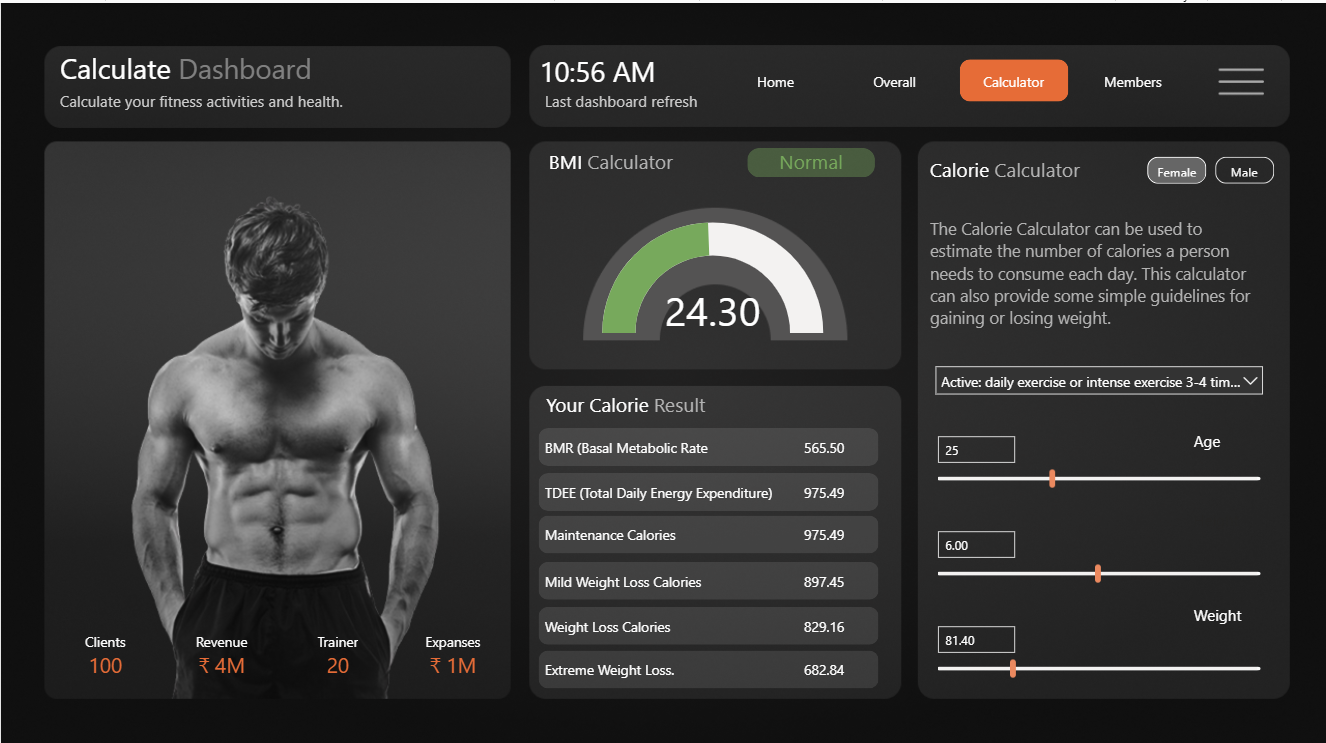 Calculate Dashboard
Calculate your fitness activities and health.
10:56 AM
Last dashboard refresh
Home
Overall
Calculator
Members
Clients
100
Revenue
₹ 4M
Trainer
20
Expanses
₹ 1M
BMI Calculator
Normal
24.30
Your Calorie Result
BMR (Basal Metabolic Rate 565.50
TDEE (Total Daily Energy Expenditure) 975.49
Maintenance Calories 975.49
Mild Weight Loss Calories 897.45
Weight Loss Calories 829.16
Extreme Weight Loss. 682.84
Calorie Calculator
Female
Male
The Calorie Calculator can be used to
estimate the number of calories a person
needs to consume each day. This calculator
can also provide some simple guidelines for
gaining or losing weight.
Active: daily exercise or intense exercise 3-4 tim...
Age
25
6.00
Weight
81.40